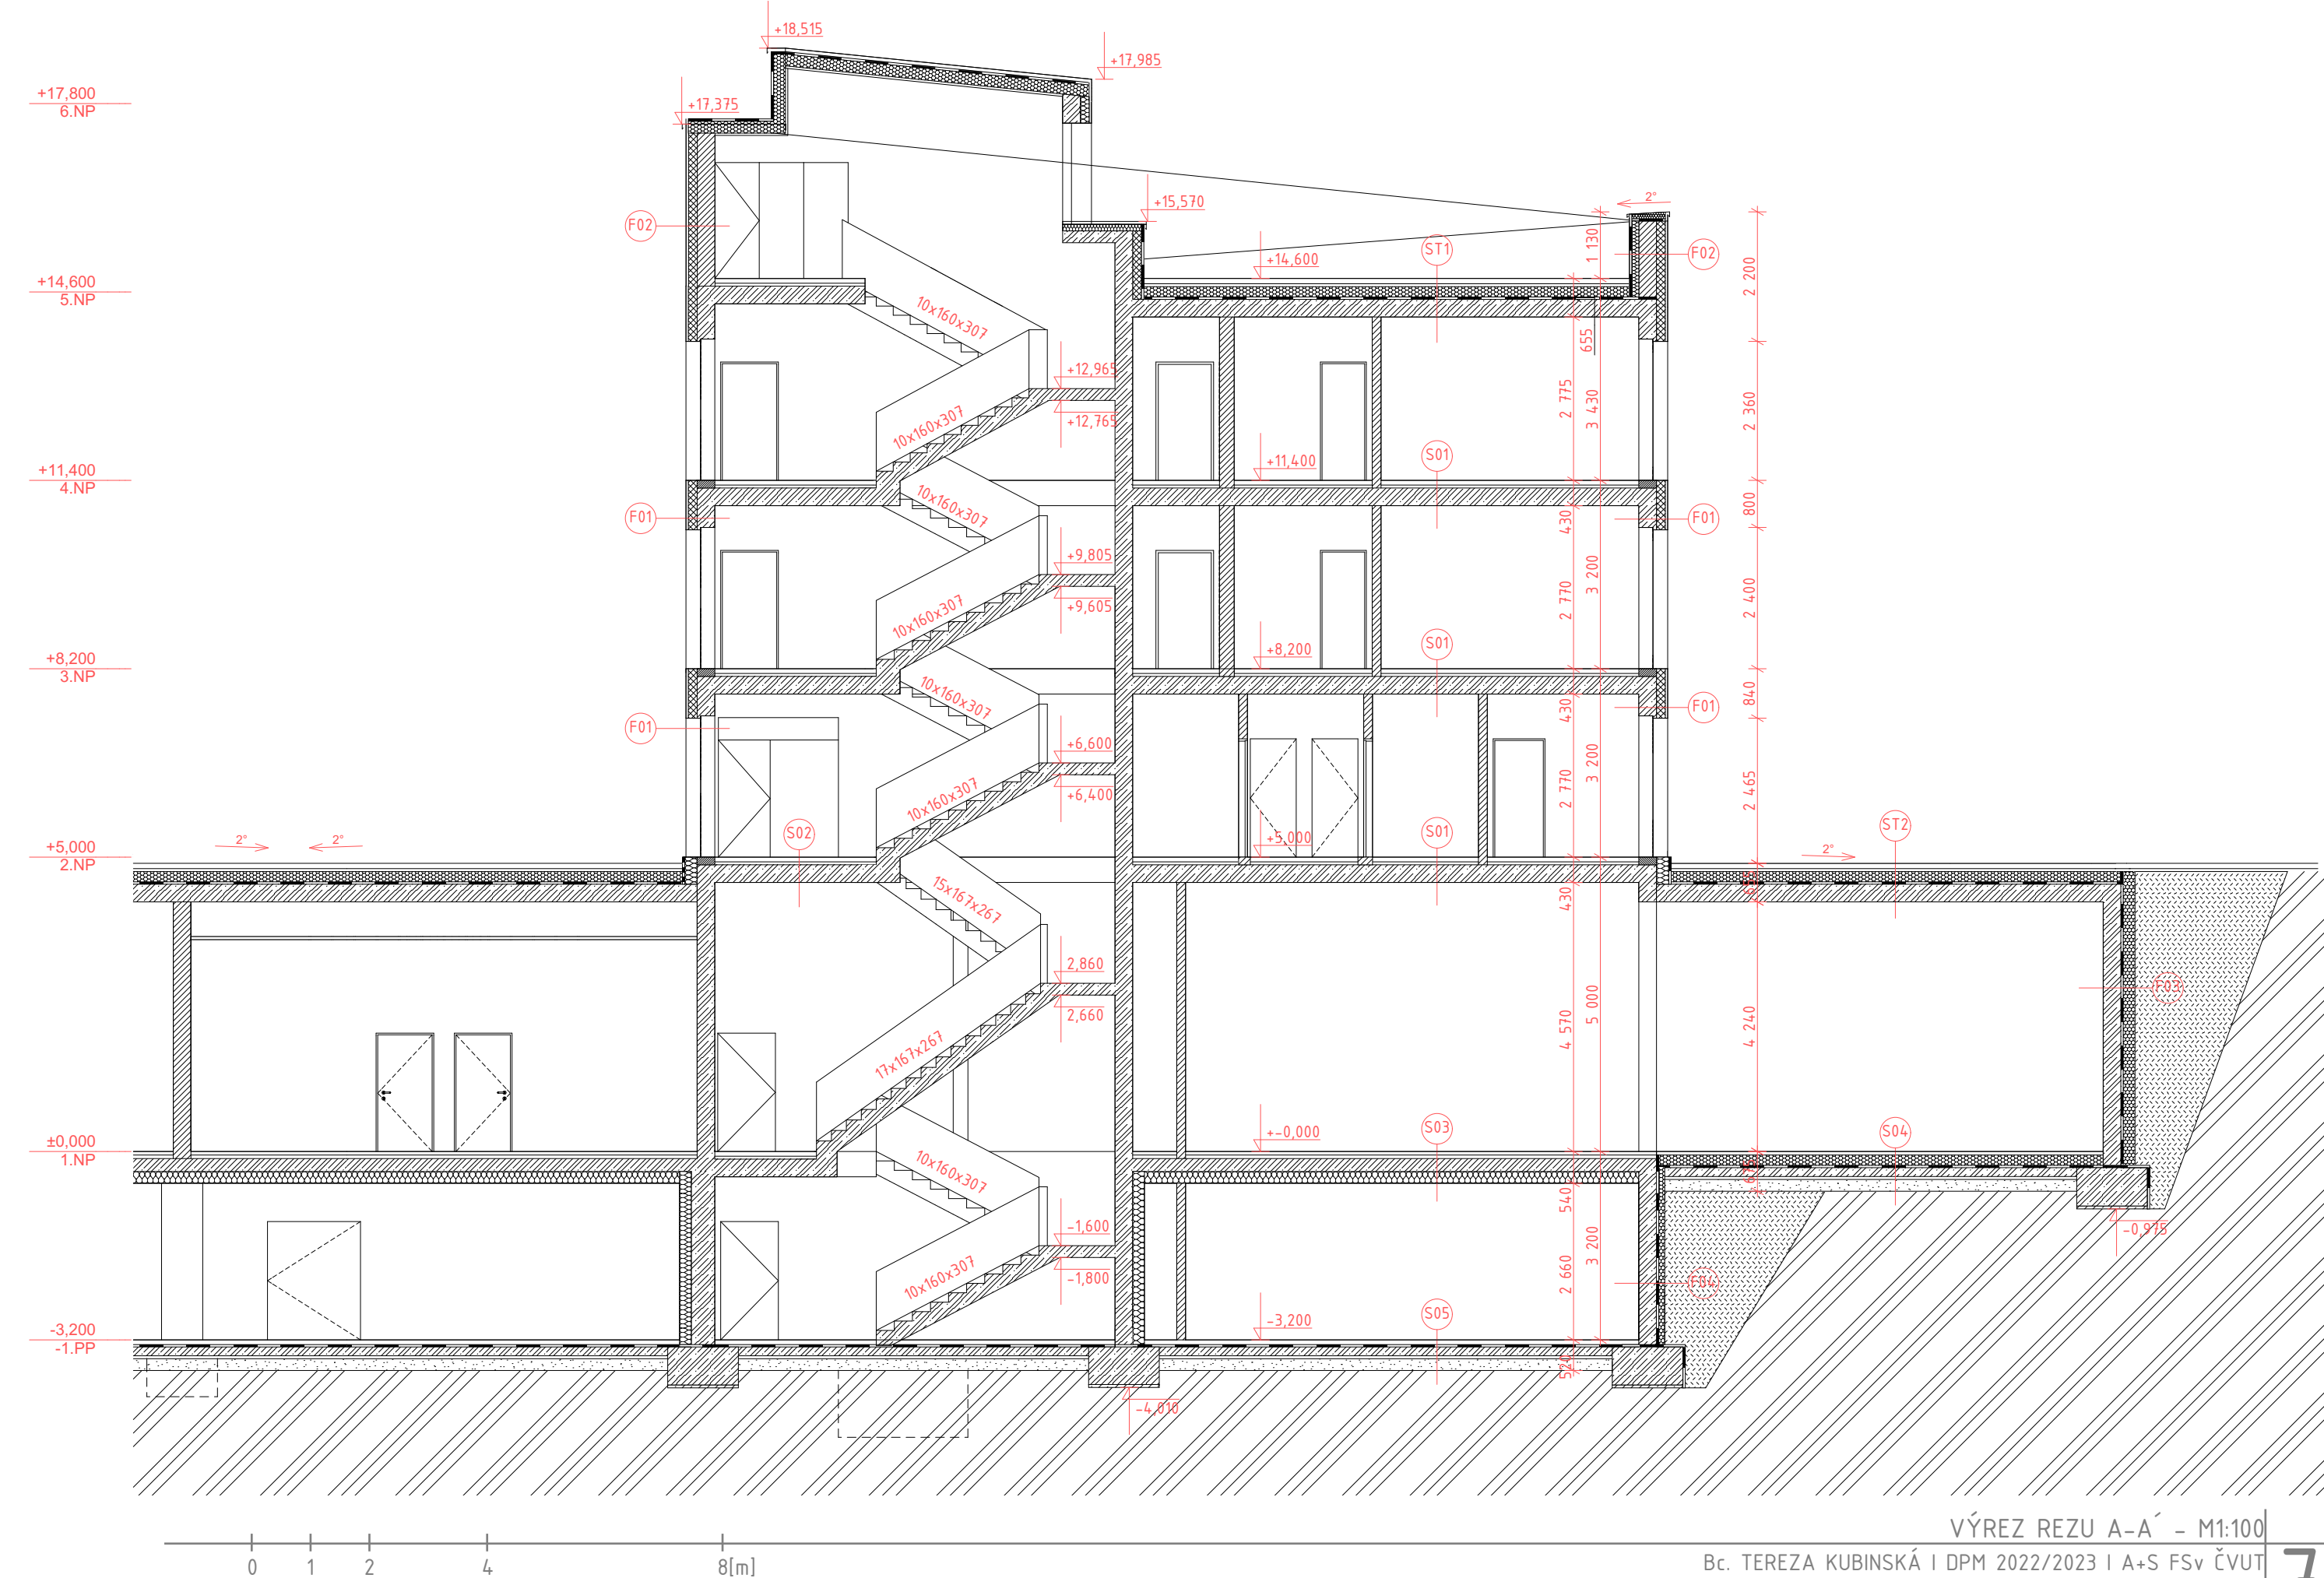 +18,515
+17,985
+17,800
6.NP
+17,375
+15,570
2°
F02
ST1
1 130
F02
+14,600
2 200
+14,600
5.NP
10x160x307
655
+12,965
2 775
3 430
2 360
10x160x307
+12,765
S01
+11,400
+11,400
4.NP
10x160x307
800
F01
430
F01
+9,805
3 200
2 770
2 400
10x160x307
+9,605
S01
+8,200
+8,200
3.NP
10x160x307
840
F01
430
F01
+6,600
3 200
2 770
2 465
10x160x307
+6,400
S02
S01
ST2
+5,000
2°
2°
+5,000
2.NP
2°
15x167x267
430
2,860
F03
2,660
5 000
4 570
4 240
17x167x267
±0,000
1.NP
+-0,000
S03
S04
10x160x307
540
-1,600
-0,975
3 200
2 660
10x160x307
-1,800
F04
-3,200
-1.PP
-3,200
S05
520
-4,010
VÝREZ REZU A-A´ - M1:100
0
1
2
4
8[m]
Bc. TEREZA KUBINSKÁ I DPM 2022/2023 I A+S FSv ČVUT